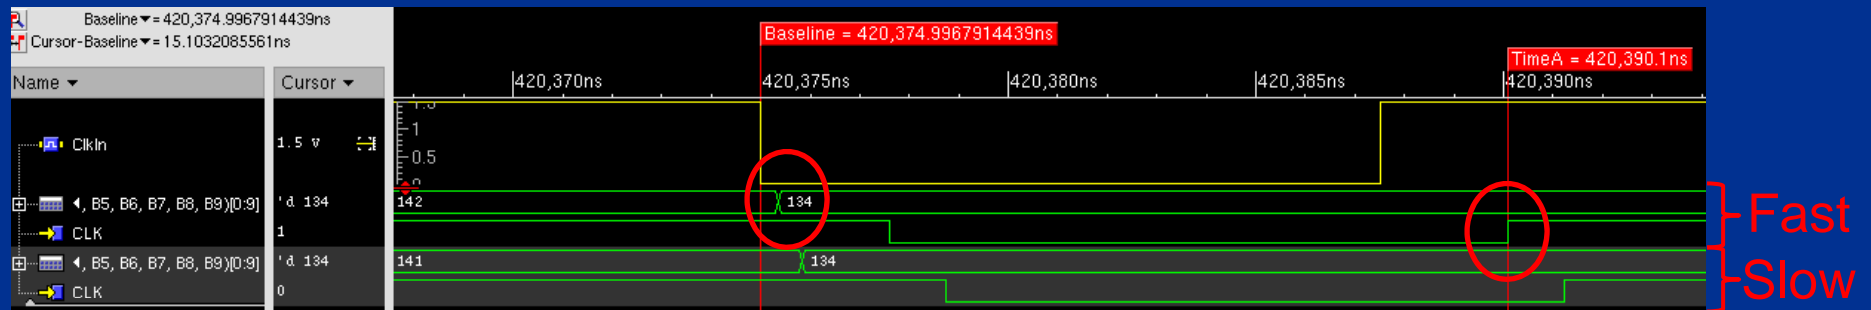 Baseline ▾ = 420,374.9967914439ns
Cursor-Baseline ▾ = 15.1032085561ns
Baseline = 420,374.9967914439ns
TimeA = 420,390.1ns
Name ▾ Cursor ▾ 420,370ns 420,375ns 420,380ns 420,385ns 420,390ns
1
ClkIn 1.5 V
0.5
B5, B6, B7, B8, B9)[0:9] 'd 134 142 134
Fast
CLK 1
B5, B6, B7, B8, B9)[0:9] 'd 134 141 134
Slow
CLK 0